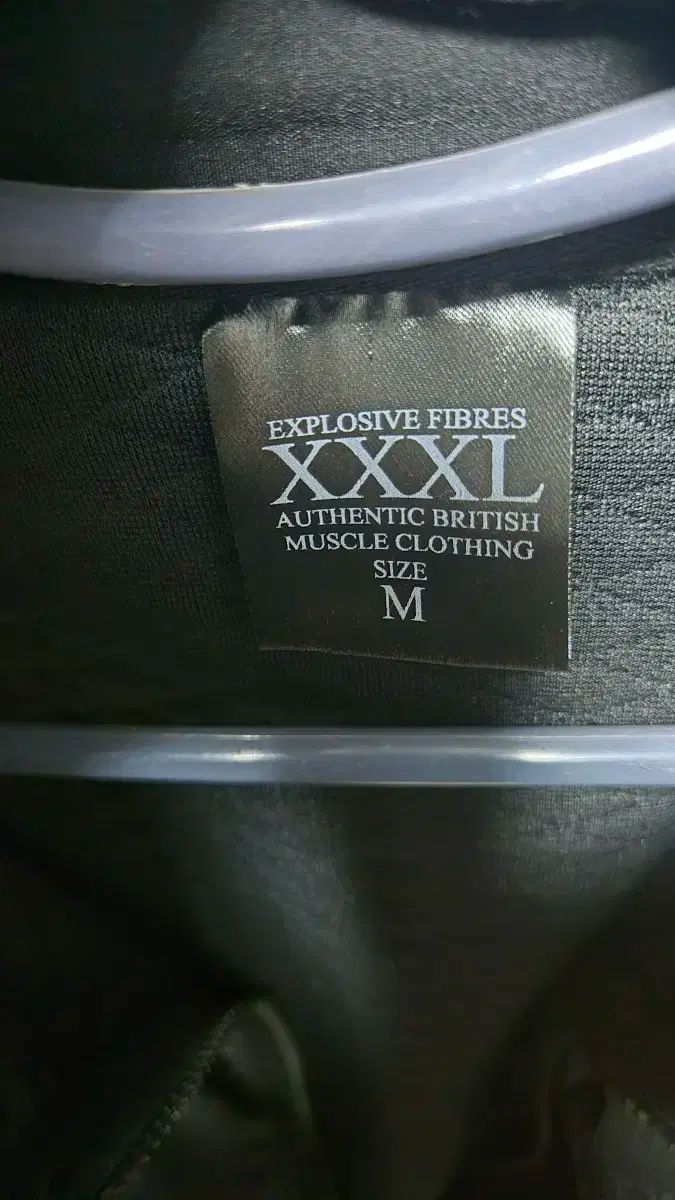 EXPLOSIVE FIBRES
XXXL
AUTHENTIC BRITISH
MUSCLE CLOTHING
SIZE
M